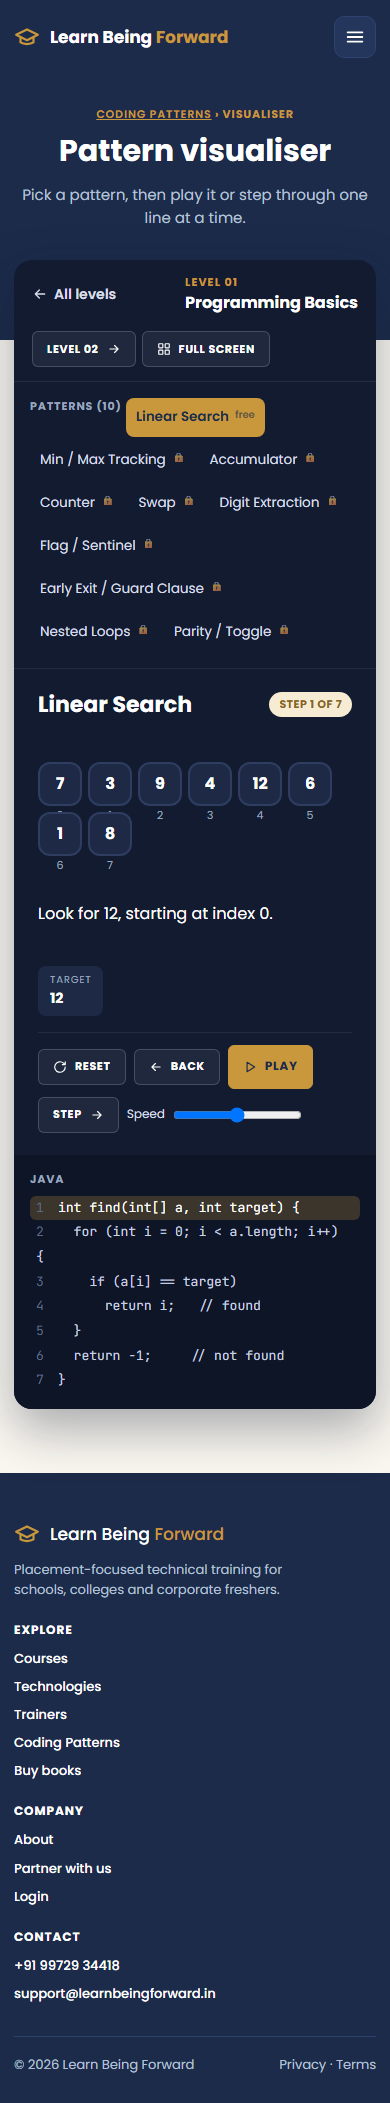 Learn Being Forward
CODING PATTERNS › VISUALISER
Pattern visualiser
Pick a pattern, then play it or step through one
line at a time.
← All levels
LEVEL 01
Programming Basics
LEVEL 02 →
FULL SCREEN
PATTERNS (10)
Linear Search free
Min / Max Tracking
Accumulator
Counter
Swap
Digit Extraction
Flag / Sentinel
Early Exit / Guard Clause
Nested Loops
Parity / Toggle
Linear Search
STEP 1 OF 7
7 3 9 4 12 6
2 3 4 5
1 8
6 7
Look for 12, starting at index 0.
TARGET
12
RESET
← BACK
PLAY
STEP →
Speed
JAVA
1 int find(int[] a, int target) {
2 for (int i = 0; i < a.length; i++)
{
3 if (a[i] == target)
4 return i; // found
5 }
6 return -1; // not found
7 }
Learn Being Forward
Placement-focused technical training for
schools, colleges and corporate freshers.
EXPLORE
Courses
Technologies
Trainers
Coding Patterns
Buy books
COMPANY
About
Partner with us
Login
CONTACT
+91 99729 34418
support@learnbeingforward.in
© 2026 Learn Being Forward
Privacy · Terms